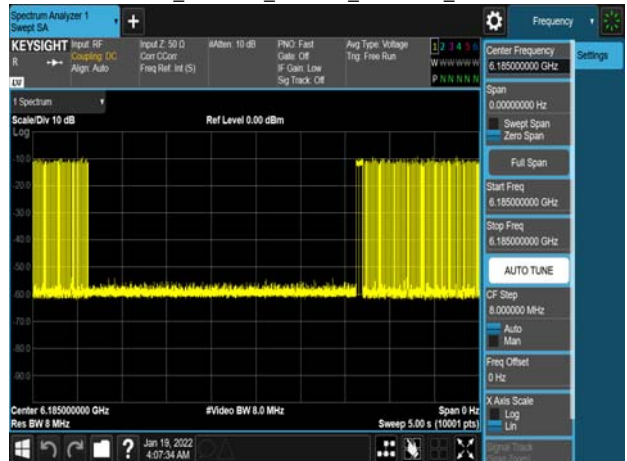 Spectrum Analyzer 1
Swept SA
Frequency
KEYSIGHT
R
Input: RF
Coupling: DC
Align: Auto
Input Z: 50 Ω
Corr CCorr
Freq Ref: Int (S)
#Atten: 10 dB
PNO: Fast
Gate: Off
IF Gain: Low
Sig Track: Off
Avg Type: Voltage
Trig: Free Run
1 2 3 4 5 6
W W W W W W
P N N N N N
1 Spectrum
Scale/Div 10 dB
Ref Level 0.00 dBm
Log
-10.0
-20.0
-30.0
-40.0
-50.0
-60.0
-70.0
-80.0
-90.0
Center 6.185000000 GHz
#Video BW 8.0 MHz
Span 0 Hz
Res BW 8 MHz
Sweep 5.00 s (10001 pts)
?
Jan 19, 2022
4:07:34 AM
Center Frequency
6.185000000 GHz
Settings
Span
0.00000000 Hz
Swept Span
Zero Span
Full Span
Start Freq
6.185000000 GHz
Stop Freq
6.185000000 GHz
AUTO TUNE
CF Step
8.000000 MHz
Auto
Man
Freq Offset
0 Hz
X Axis Scale
Log
Lin
Signal Track
(Span Zoom)